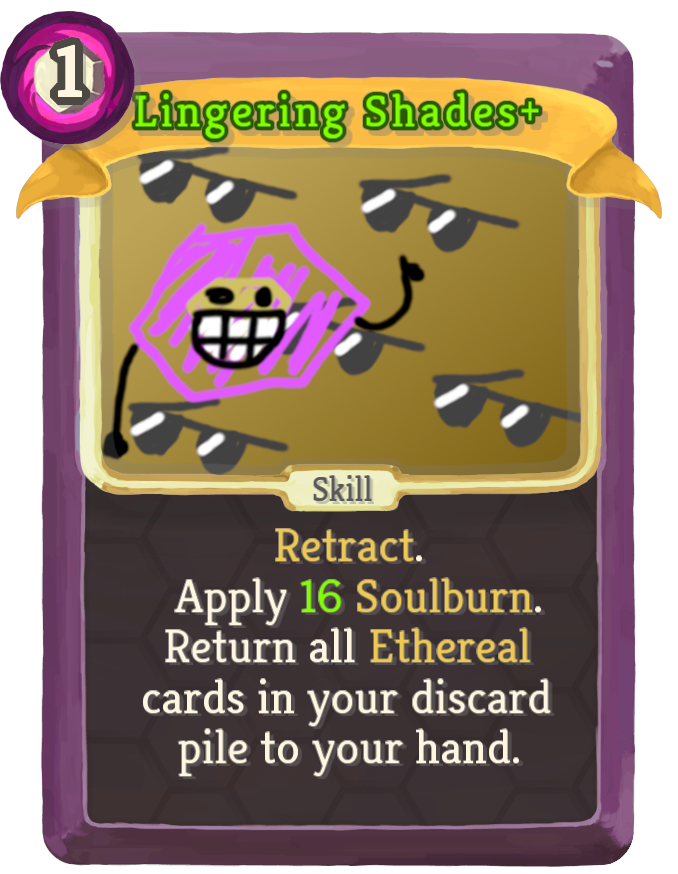 1
Lingering Shades+
Skill
Retract.
Apply 16 Soulburn.
Return all Ethereal
cards in your discard
pile to your hand.